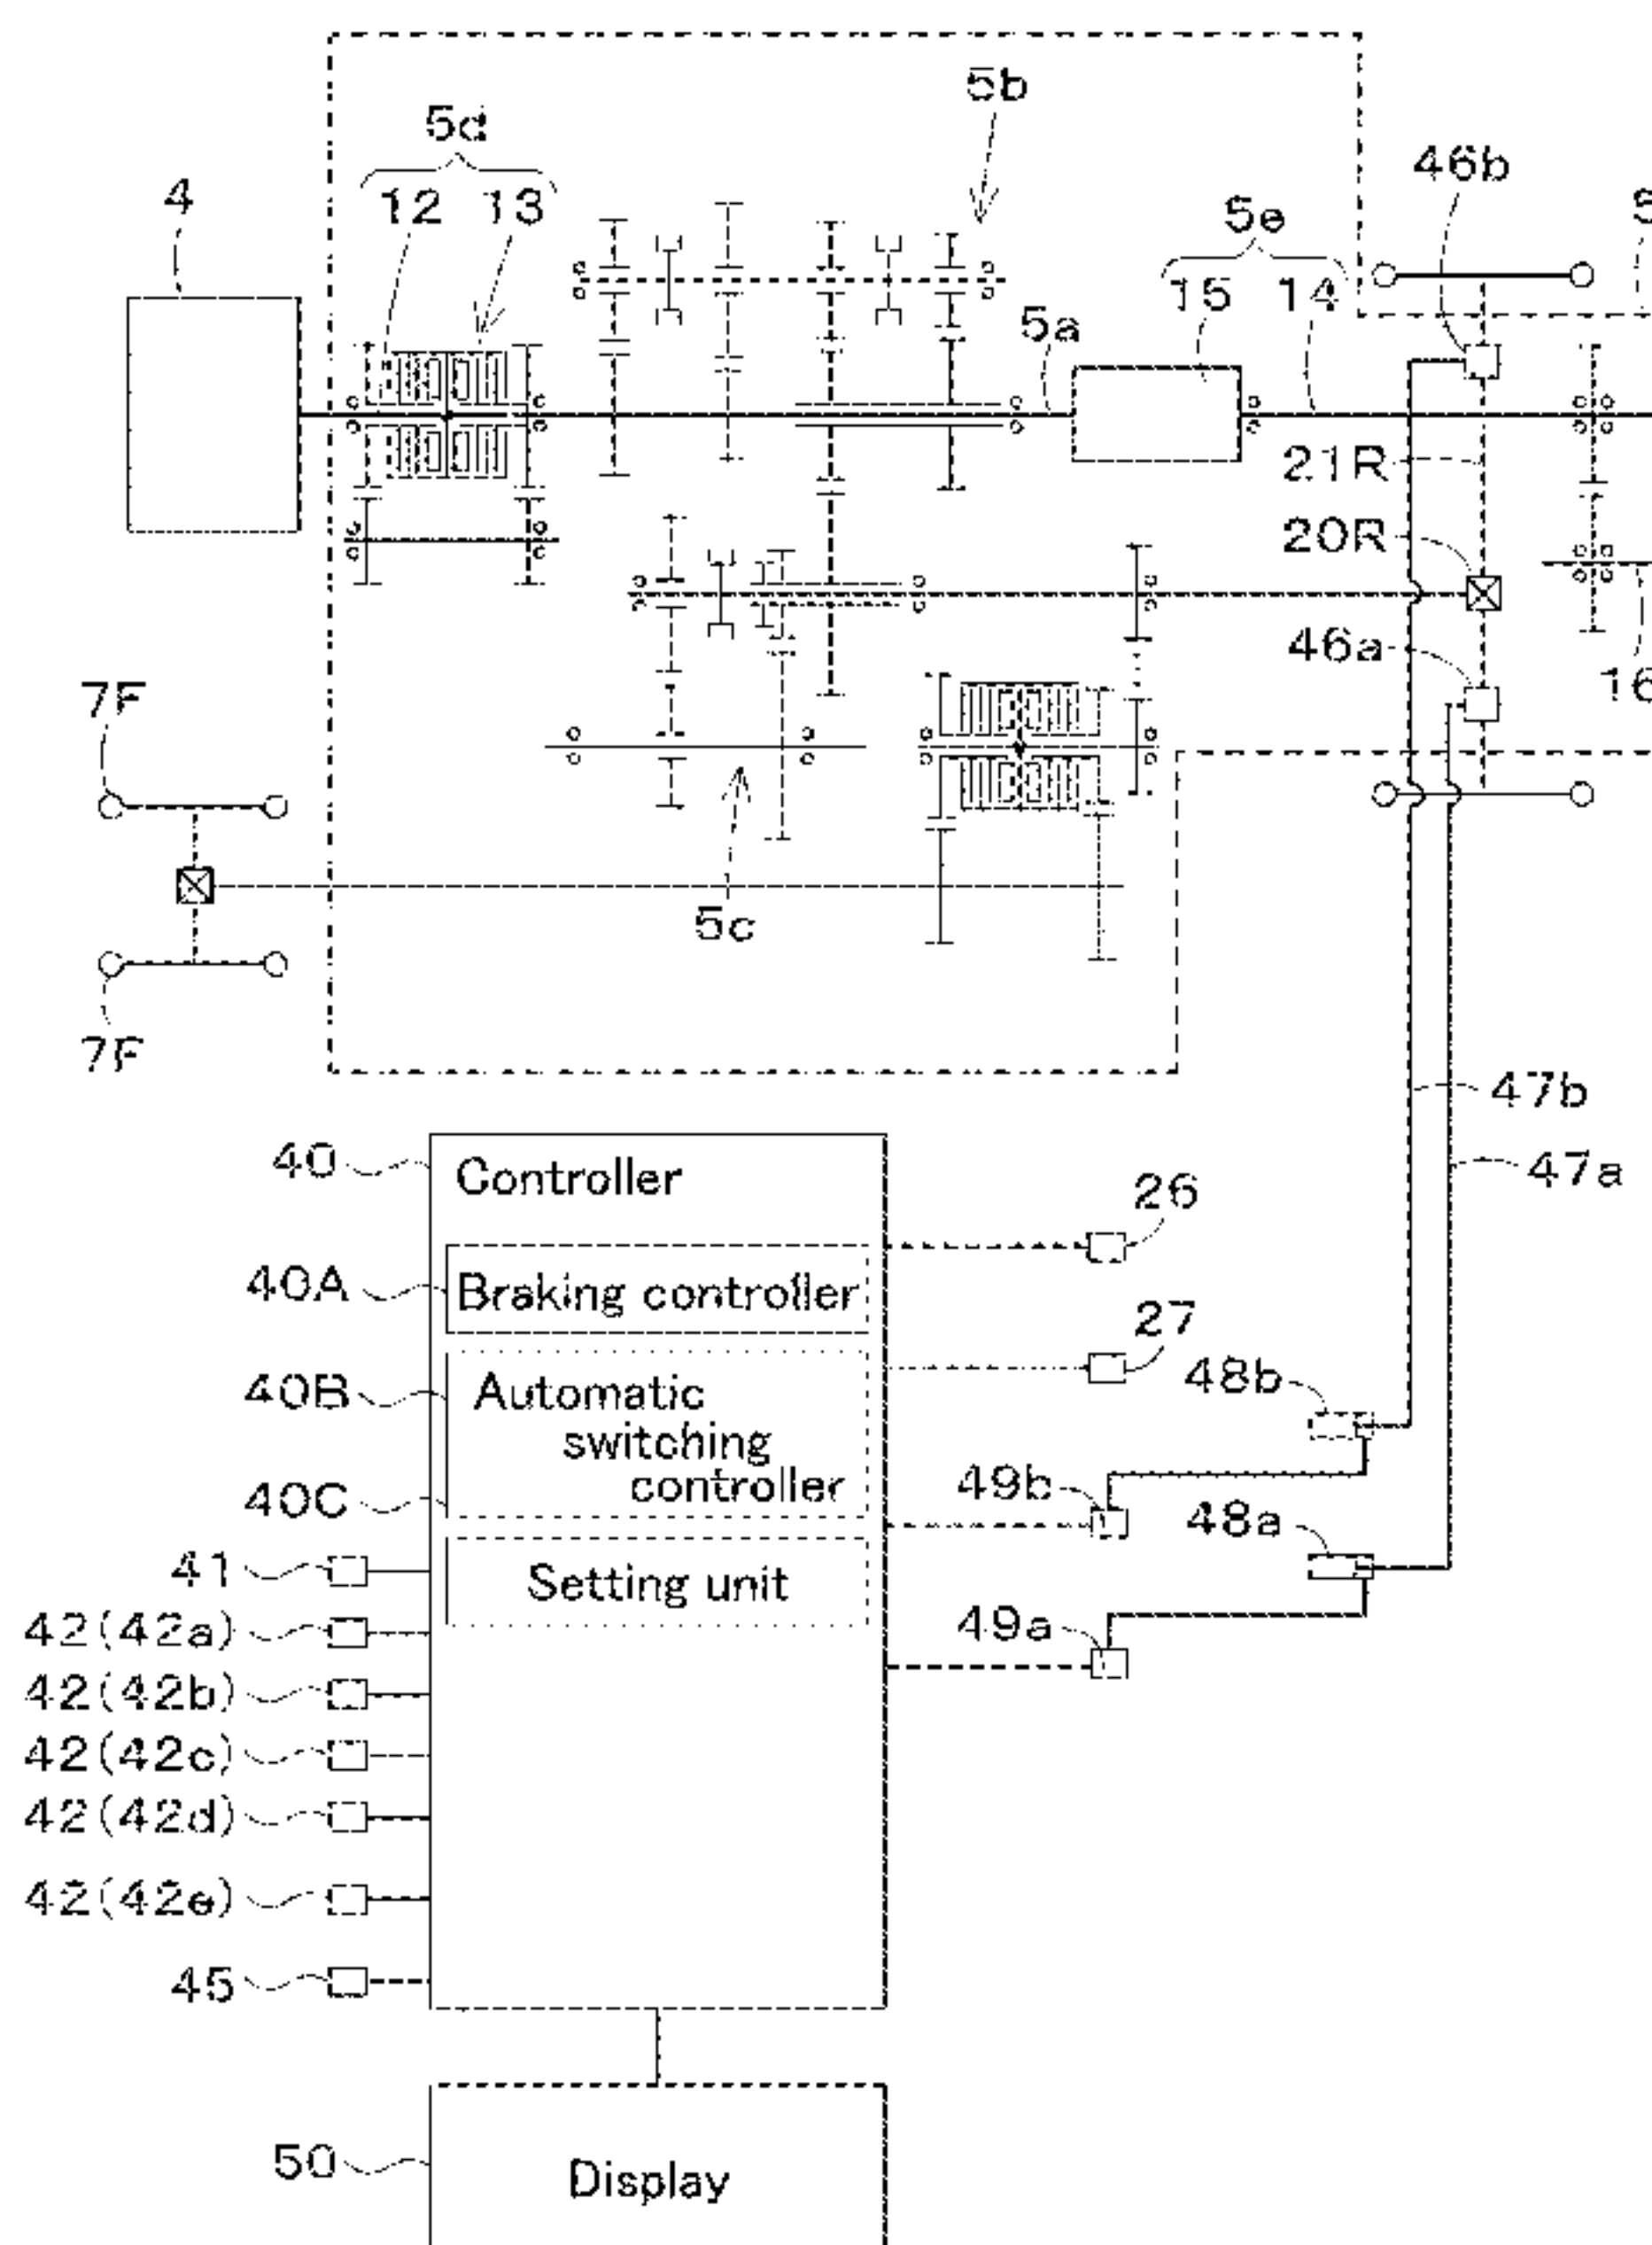 5b
5d
46b
4
12 13
5e
15 14
5a
21R
20R
46a
16
7F
5c
7F
47b
40
Controller
47a
26
40A
Braking controller
27
40B
Automatic
48b
switching
controller
40C
49b
48a
41
Setting unit
42(42a)
49a
42(42b)
42(42c)
42(42d)
42(42e)
45
50
Display